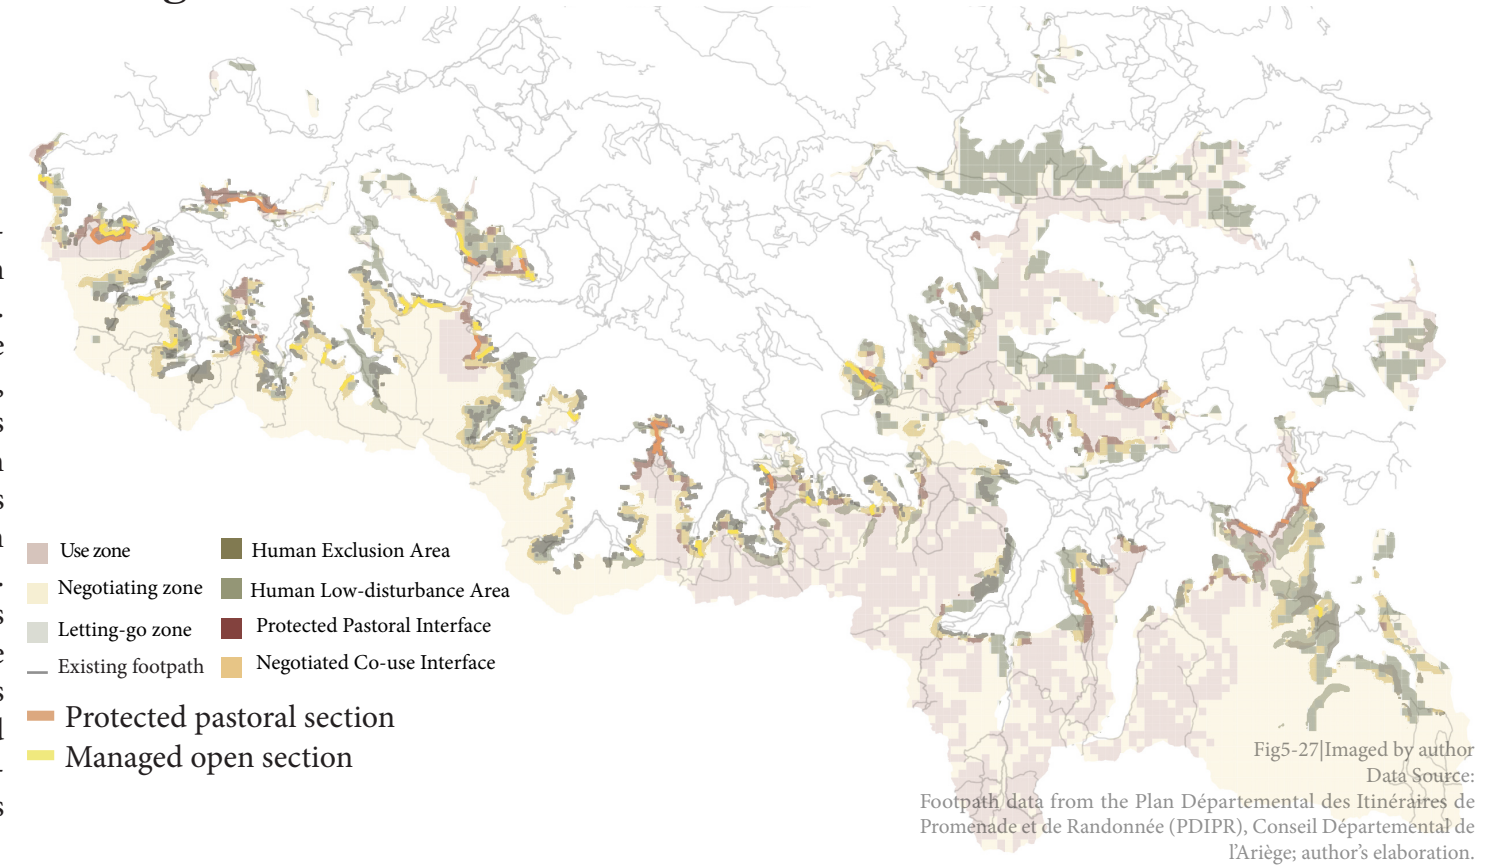 Use zone
Negotiating zone
Letting-go zone
Existing footpath
Human Exclusion Area
Human Low-disturbance Area
Protected Pastoral Interface
Negotiated Co-use Interface
Protected pastoral section
Managed open section
Fig5-27|Imaged by author
Data Source:
Footpath data from the Plan Départemental des Itinéraires de
Promenade et de Randonnée (PDIPR), Conseil Départemental de
l'Ariège; author's elaboration.